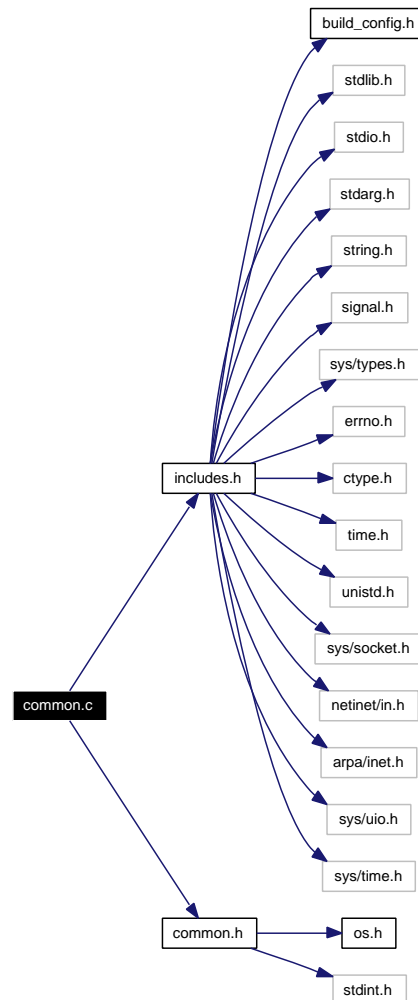 build_config.h
stdlib.h
stdio.h
stdarg.h
string.h
signal.h
sys/types.h
errno.h
includes.h
ctype.h
time.h
unistd.h
sys/socket.h
netinet/in.h
common.c
arpa/inet.h
sys/uio.h
sys/time.h
common.h
os.h
stdint.h